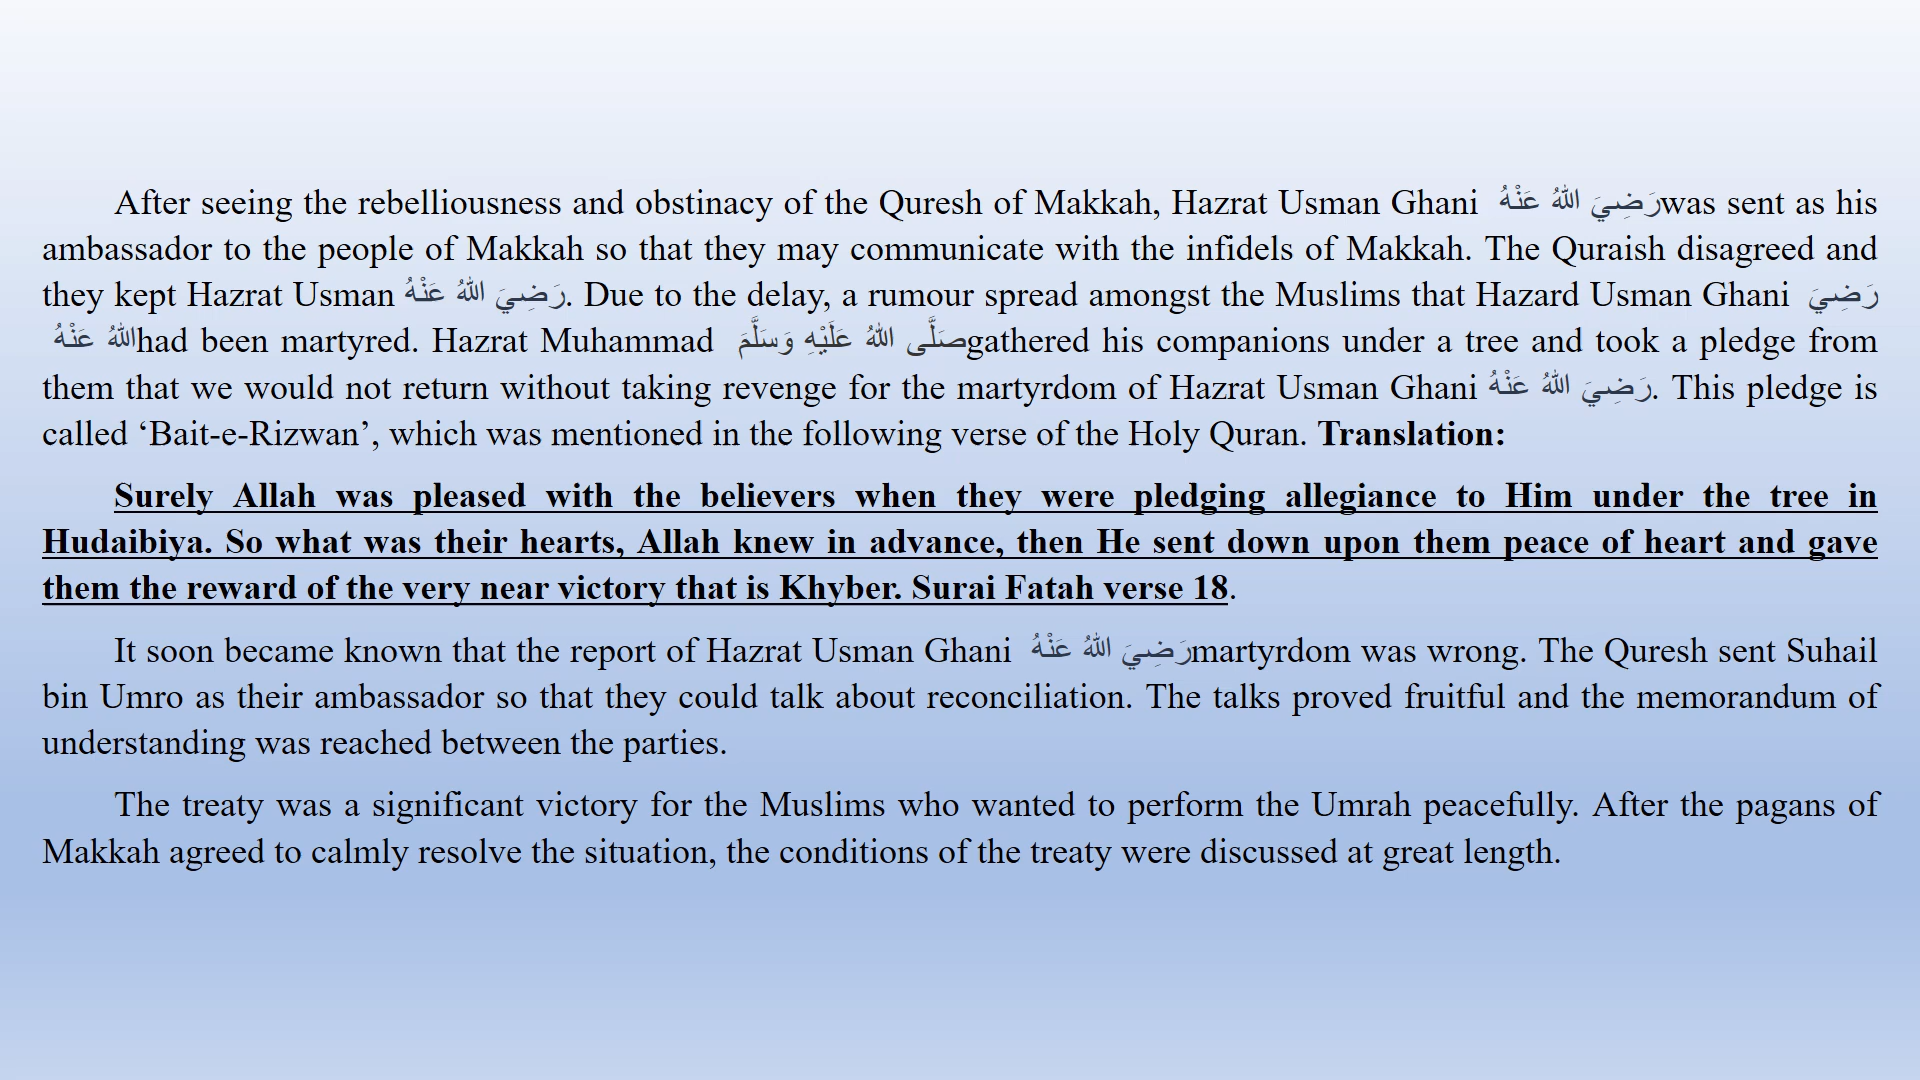 After seeing the rebelliousness and obstinacy of the Quresh of Makkah, Hazrat Usman Ghani رَضِيَ اللهُ عَنْهُ was sent as his
ambassador to the people of Makkah so that they may communicate with the infidels of Makkah. The Quraish disagreed and
they kept Hazrat Usman رَضِيَ اللهُ عَنْهُ. Due to the delay, a rumour spread amongst the Muslims that Hazard Usman Ghani رَضِيَ
اللهُ عَنْهُ had been martyred. Hazrat Muhammad صَلَّى اللهُ عَلَيْهِ وَسَلَّمَ gathered his companions under a tree and took a pledge from
them that we would not return without taking revenge for the martyrdom of Hazrat Usman Ghani رَضِيَ اللهُ عَنْهُ. This pledge is
called ‘Bait-e-Rizwan’, which was mentioned in the following verse of the Holy Quran. Translation:
Surely Allah was pleased with the believers when they were pledging allegiance to Him under the tree in
Hudaibiya. So what was their hearts, Allah knew in advance, then He sent down upon them peace of heart and gave
them the reward of the very near victory that is Khyber. Surai Fatah verse 18.
It soon became known that the report of Hazrat Usman Ghani رَضِيَ اللهُ عَنْهُ martyrdom was wrong. The Quresh sent Suhail
bin Umro as their ambassador so that they could talk about reconciliation. The talks proved fruitful and the memorandum of
understanding was reached between the parties.
The treaty was a significant victory for the Muslims who wanted to perform the Umrah peacefully. After the pagans of
Makkah agreed to calmly resolve the situation, the conditions of the treaty were discussed at great length.